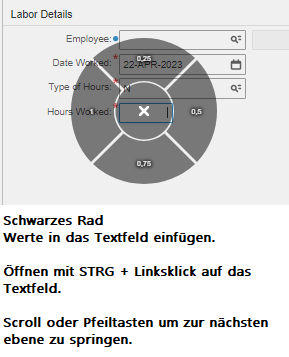 Labor Details
Employee:
0,25
Date Worked:* 22-APR-2023
Type of Hours:* N
1
0,5
Hours Worked:*
0,75
Schwarzes Rad
Werte in das Textfeld einfügen.
Öffnen mit STRG + Linksklick auf das
Textfeld.
Scroll oder Pfeiltasten um zur nächsten
ebene zu springen.